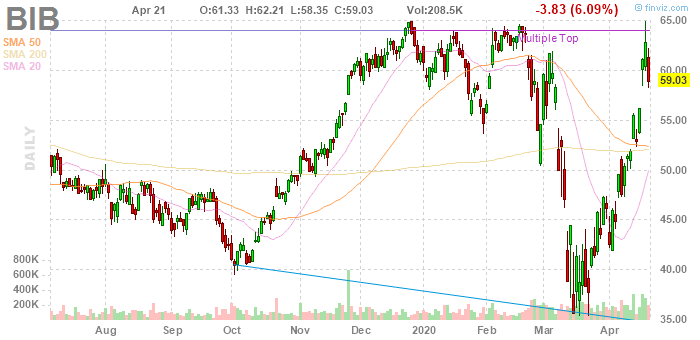 BIB
Apr 21
O:61.33 H:62.21 L:58.35 C:59.03
Vol:208.5K
-3.83 (6.09%)
© finviz.com
SMA 50
SMA 200
SMA 20
DAILY
Multiple Top
65.00
60.00
59.03
55.00
50.00
45.00
40.00
35.00
800K
600K
400K
200K
Aug
Sep
Oct
Nov
Dec
2020
Feb
Mar
Apr